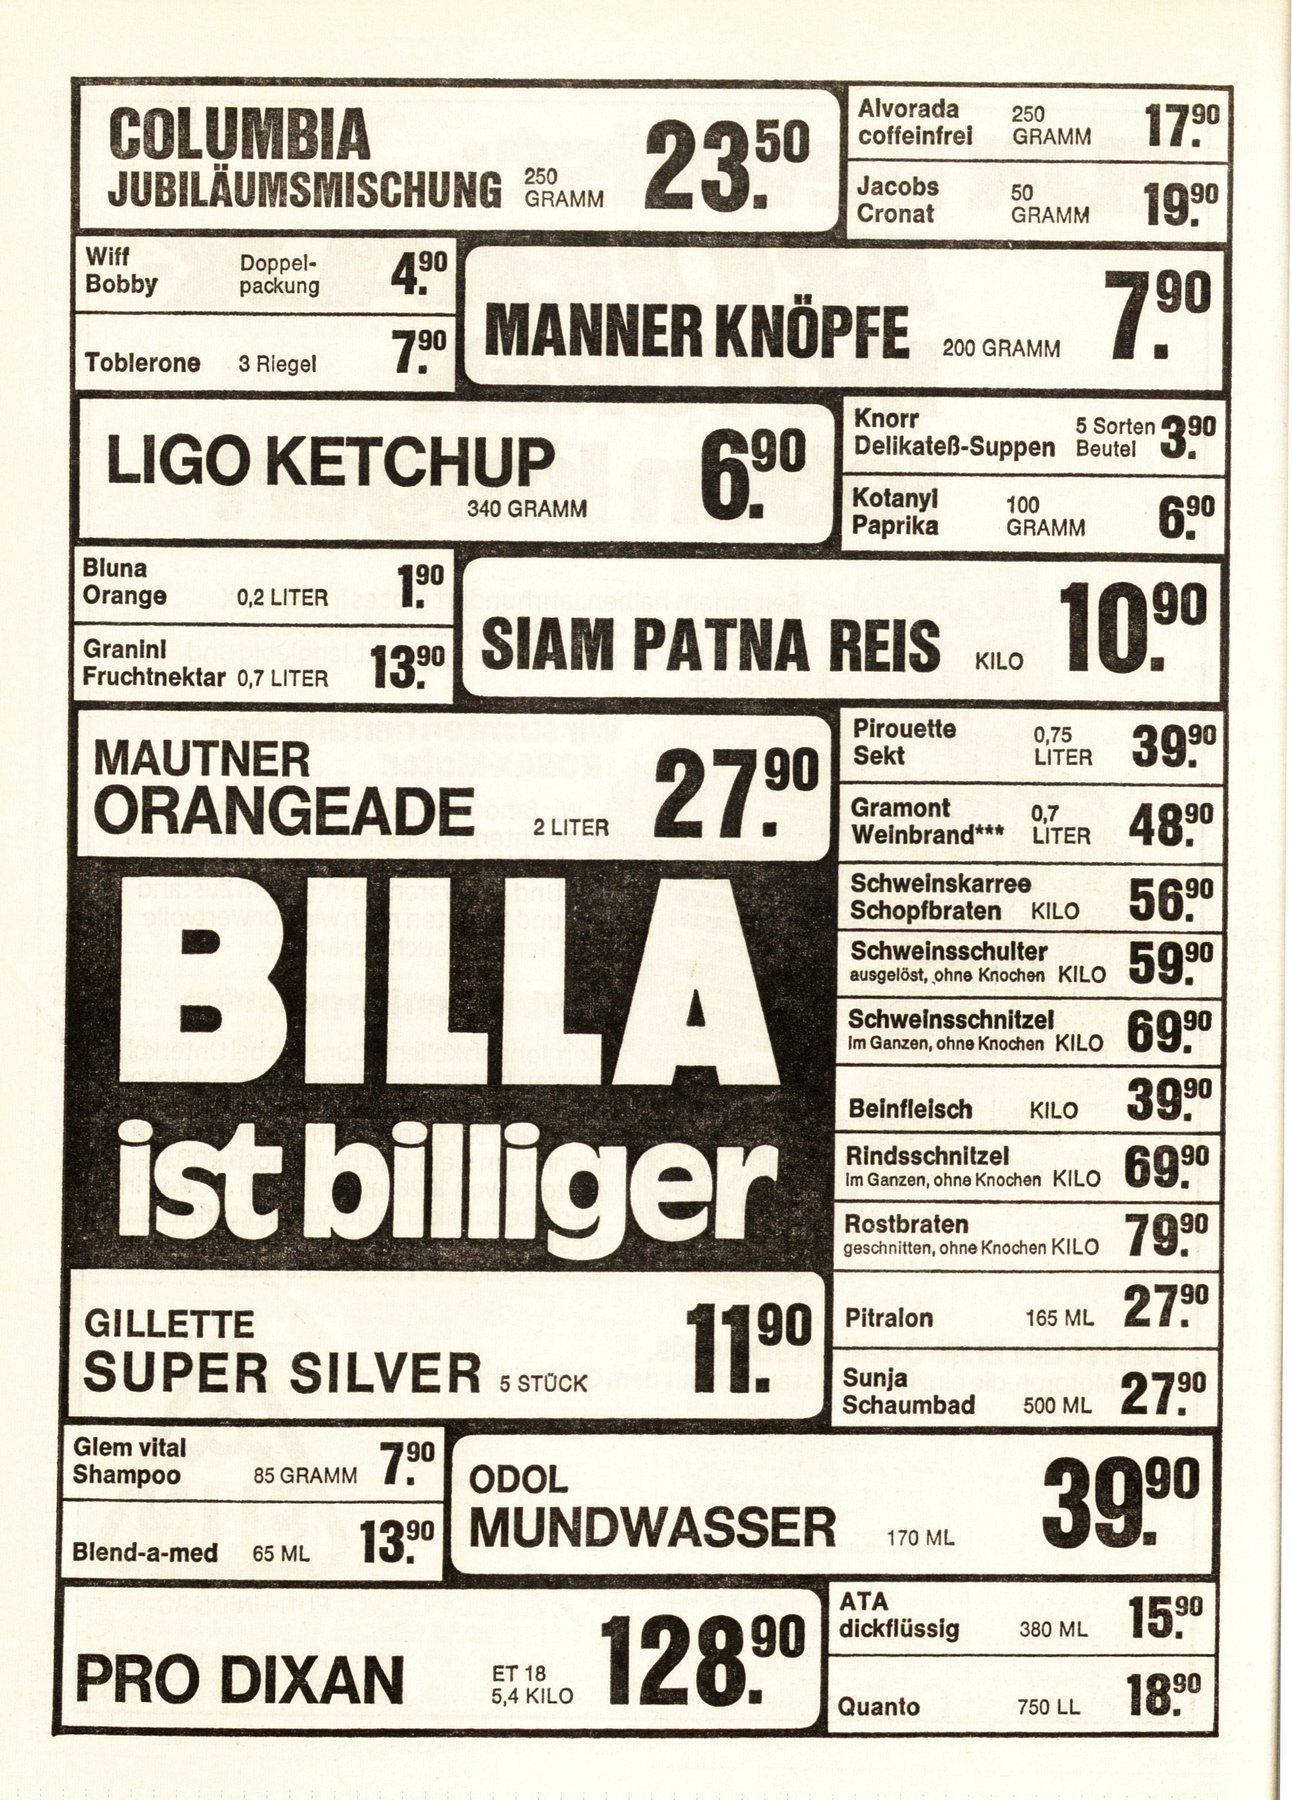 COLUMBIA
JUBILÄUMSMISCHUNG 250 GRAMM 23.50
Alvorada
coffeinfrei 250 GRAMM 17.90
Jacobs
Cronat 50 GRAMM 19.90
Wiff
Bobby Doppel-
packung 4.90
Toblerone 3 Riegel 7.90
MANNER KNÖPFE 200 GRAMM 7.90
LIGO KETCHUP
340 GRAMM 6.90
Knorr
Delikateß-Suppen 5 Sorten
Beutel 3.90
Kotanyl
Paprika 100 GRAMM 6.90
Bluna
Orange 0,2 LITER 1.90
Granini
Fruchtnektar 0,7 LITER 13.90
SIAM PATNA REIS KILO 10.90
MAUTNER
ORANGEADE 2 LITER 27.90
Pirouette
Sekt 0,75 LITER 39.90
Gramont
Weinbrand*** 0,7 LITER 48.90
Schweinskarree
Schopfbraten KILO 56.90
Schweinsschulter
ausgelöst, ohne Knochen KILO 59.90
Schweinsschnitzel
im Ganzen, ohne Knochen KILO 69.90
Beinfleisch KILO 39.90
Rindsschnitzel
im Ganzen, ohne Knochen KILO 69.90
Rostbraten
geschnitten, ohne Knochen KILO 79.90
Pitralon 165 ML 27.90
Sunja
Schaumbad 500 ML 27.90
BILLA
ist billiger
GILLETTE
SUPER SILVER 5 STÜCK 11.90
Glem vital
Shampoo 85 GRAMM 7.90
Blend-a-med 65 ML 13.90
ODOL
MUNDWASSER 170 ML 39.90
PRO DIXAN ET 18
5,4 KILO 128.90
ATA
dickflüssig 380 ML 15.90
Quanto 750 LL 18.90